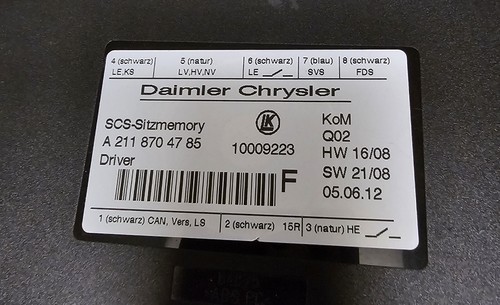 4 (schwarz) 5 (natur) 6 (schwarz) 7 (blau) 8 (schwarz)
LE,KS LV,HV,NV LE SVS FDS
Daimler Chrysler
SCS-Sitzmemory LK KoM
A 211 870 47 85 10009223 Q02
Driver HW 16/08
F SW 21/08
05.06.12
1 (schwarz) CAN, Vers, LS 2 (schwarz) 15R 3 (natur) HE